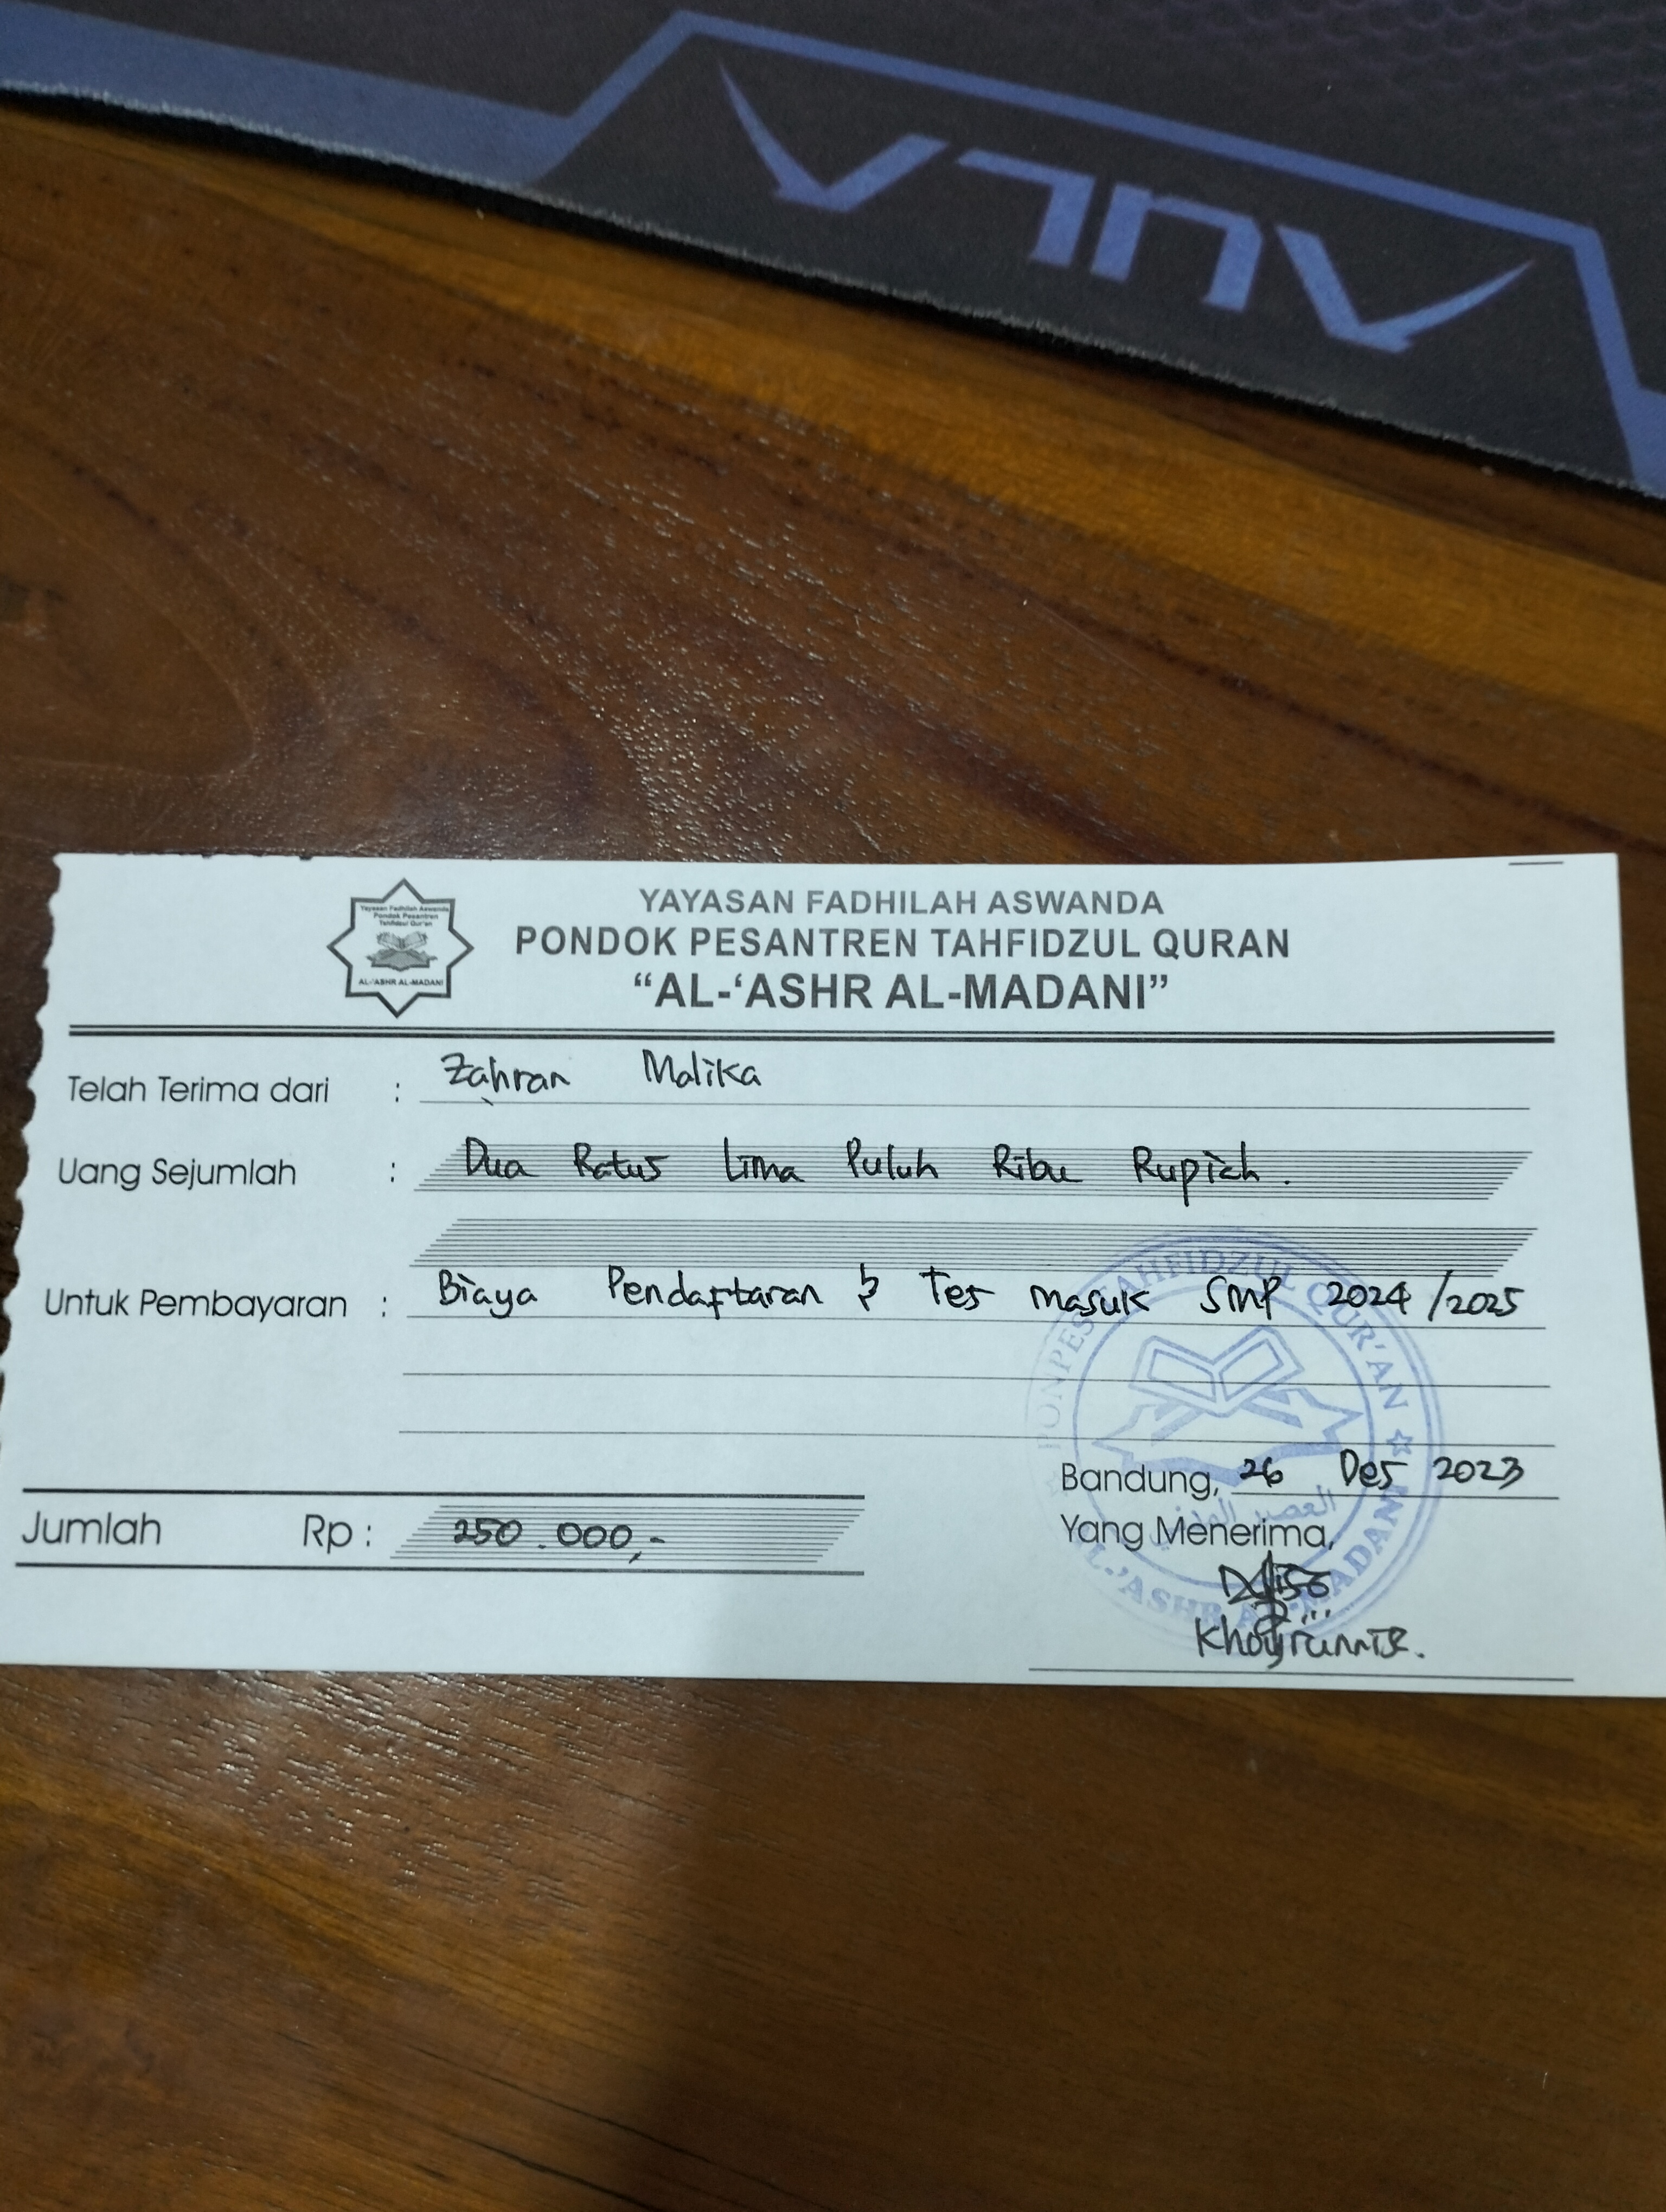 AULA
Yayasan Fadhilah Aswanda
Pondok Pesantren
Tahfidzul Qur'an
AL-'ASHR AL-MADANI
YAYASAN FADHILAH ASWANDA
PONDOK PESANTREN TAHFIDZUL QURAN
“AL-‘ASHR AL-MADANI”
Telah Terima dari : Zahran Malika
Uang Sejumlah : Dua Ratus Lima Puluh Ribu Rupiah.
Untuk Pembayaran : Biaya Pendaftaran & Tes masuk SMP 2024/2025
PONPES TAHFIDZUL QUR'AN
AL-'ASHR AL-MADANI
Bandung, 26 Des 2023
Jumlah Rp : 250.000,-
Yang Menerima,